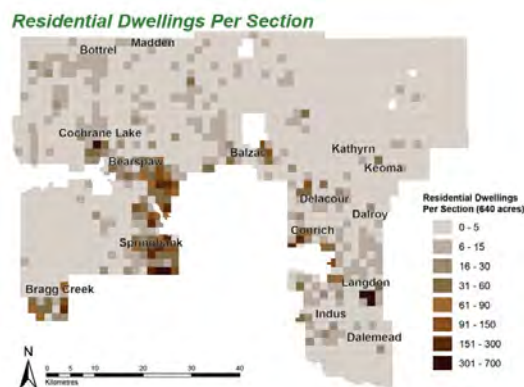 Residential Dwellings Per Section
Madden
Bottrel
Cochrane Lake
Bearspaw
Balzac
Kathyrn
Keoma
Delacour
Dalroy
Conrich
Springbank
Langdon
Bragg Creek
Indus
Dalemead
Residential Dwellings
Per Section (640 acres)
0 - 5
6 - 15
16 - 30
31 - 60
61 - 90
91 - 150
151 - 300
301 - 700
N
0 5 10 20 30 40
Kilometres